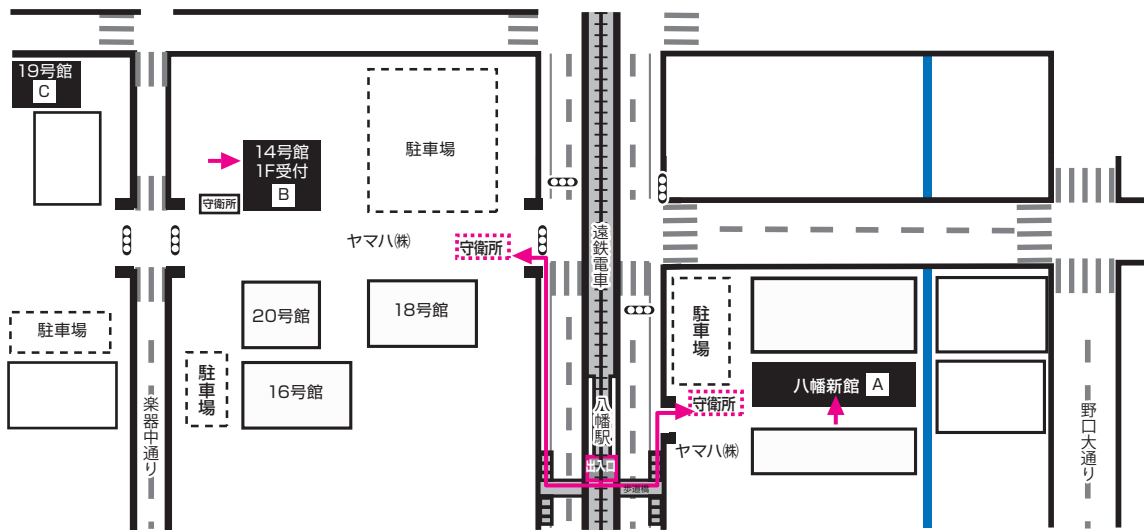 19号館
C
14号館
1F受付
B
守衛所
駐車場
ヤマハ㈱
守衛所
遠鉄電車
20号館
18号館
駐車場
駐車場
16号館
楽器中通り
八幡駅
出入口
歩道橋
駐車場
八幡新館 A
守衛所
ヤマハ㈱
野口大通り